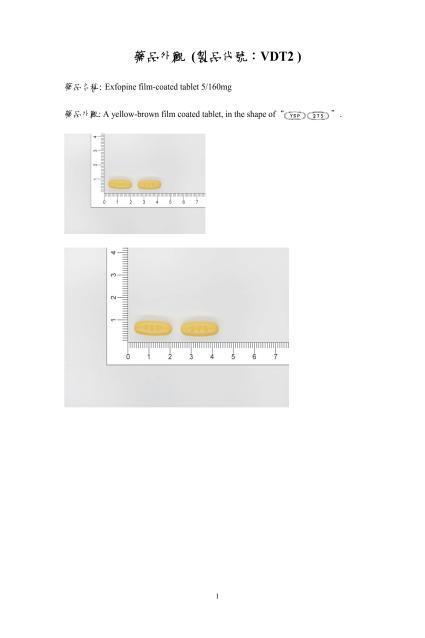 藥品外觀 (製品代號：VDT2 )
藥品名稱: Exfopine film-coated tablet 5/160mg
藥品外觀: A yellow-brown film coated tablet, in the shape of “ YSP 275 ” .
4
3
2
1
0 1 2 3 4 5 6 7
4
3
2
1
0 1 2 3 4 5 6 7
1